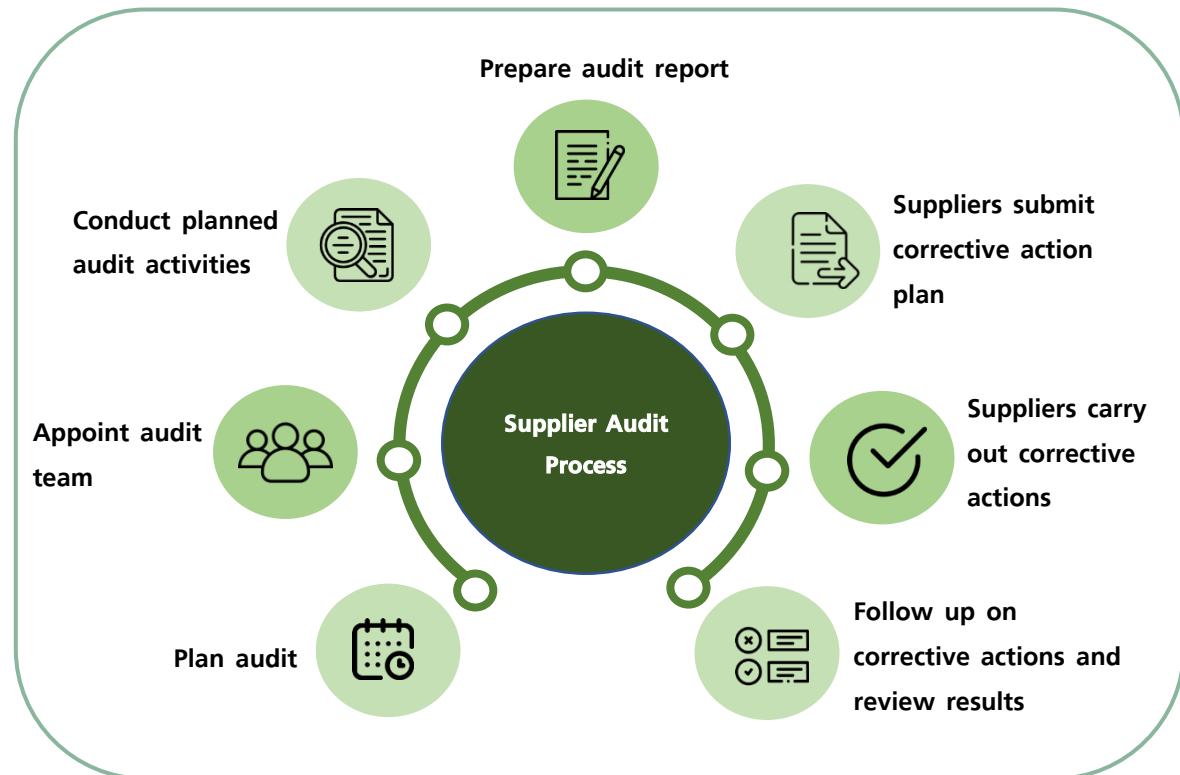 Prepare audit report
Conduct planned
audit activities
Suppliers submit
corrective action
plan
Appoint audit
team
Supplier Audit
Process
Suppliers carry
out corrective
actions
Plan audit
Follow up on
corrective actions and
review results